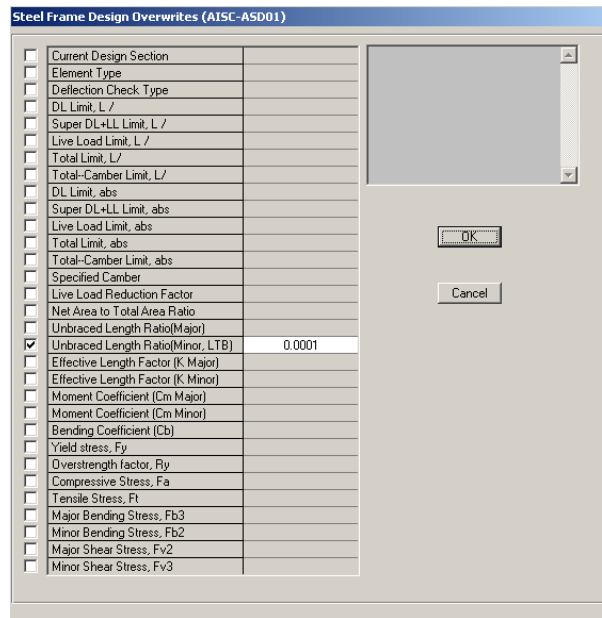 Steel Frame Design Overwrites (AISC-ASD01)
Current Design Section
Element Type
Deflection Check Type
DL Limit, L /
Super DL+LL Limit, L /
Live Load Limit, L /
Total Limit, L/
Total--Camber Limit, L/
DL Limit, abs
Super DL+LL Limit, abs
Live Load Limit, abs
Total Limit, abs
Total--Camber Limit, abs
Specified Camber
Live Load Reduction Factor
Net Area to Total Area Ratio
Unbraced Length Ratio(Major)
Unbraced Length Ratio(Minor, LTB) 0.0001
Effective Length Factor (K Major)
Effective Length Factor (K Minor)
Moment Coefficient (Cm Major)
Moment Coefficient (Cm Minor)
Bending Coefficient (Cb)
Yield stress, Fy
Overstrength factor, Ry
Compressive Stress, Fa
Tensile Stress, Ft
Major Bending Stress, Fb3
Minor Bending Stress, Fb2
Major Shear Stress, Fv2
Minor Shear Stress, Fv3
OK
Cancel